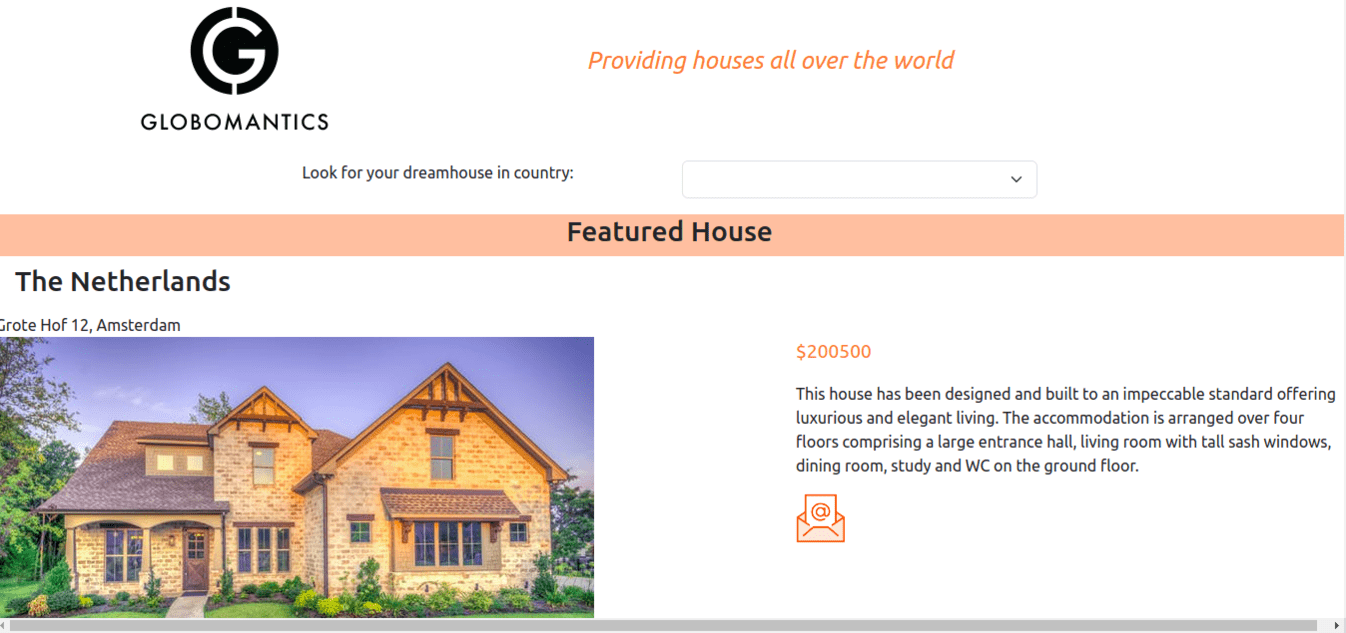 GLOBOMANTICS
Providing houses all over the world
Look for your dreamhouse in country:
Featured House
The Netherlands
Grote Hof 12, Amsterdam
$200500
This house has been designed and built to an impeccable standard offering
luxurious and elegant living. The accommodation is arranged over four
floors comprising a large entrance hall, living room with tall sash windows,
dining room, study and WC on the ground floor.